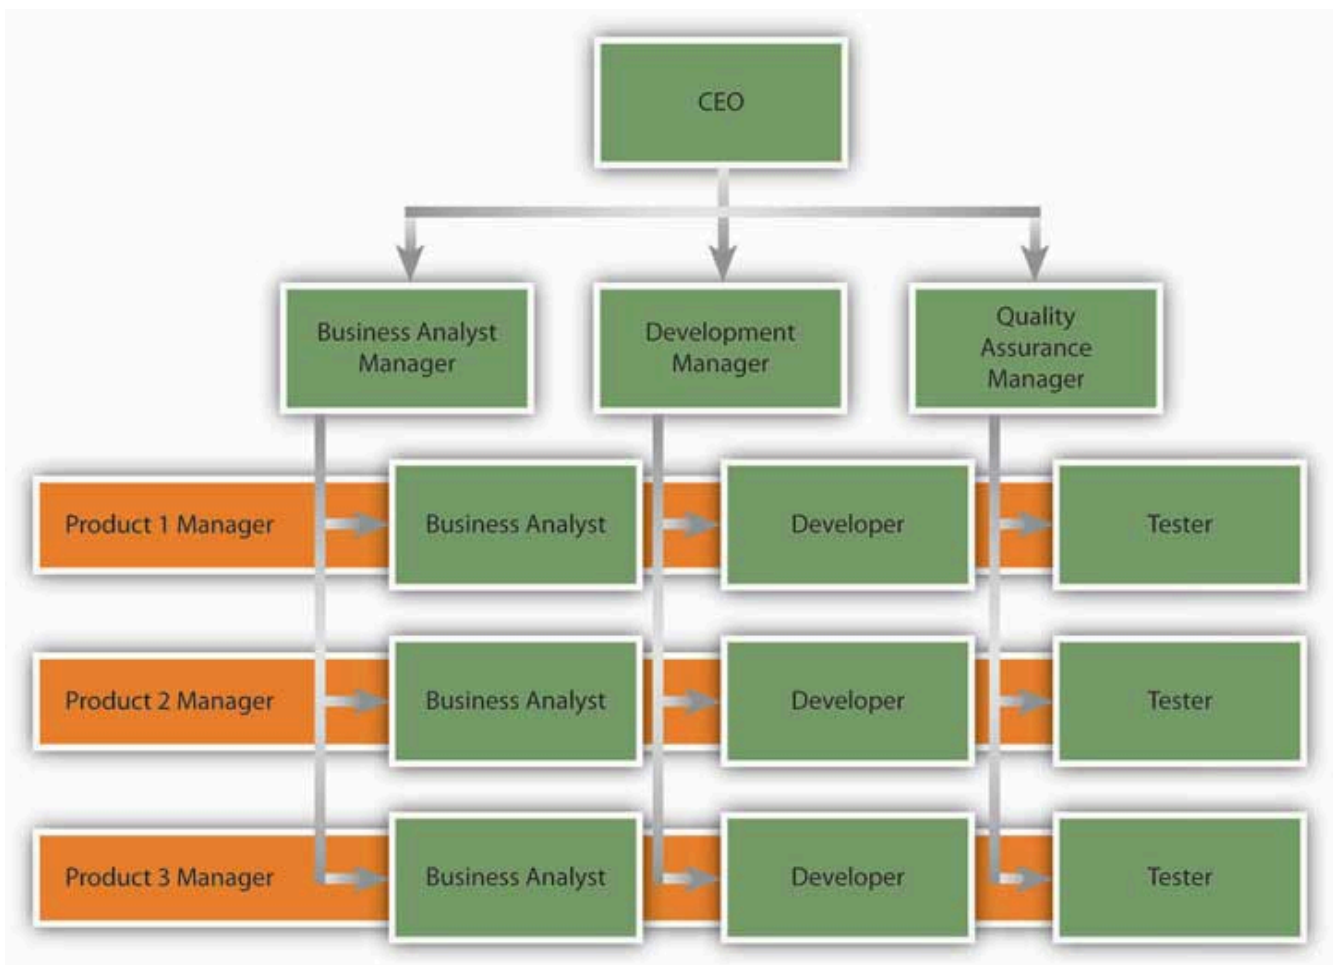 CEO
Business Analyst
Manager
Development
Manager
Quality
Assurance
Manager
Product 1 Manager
Business Analyst
Developer
Tester
Product 2 Manager
Business Analyst
Developer
Tester
Product 3 Manager
Business Analyst
Developer
Tester